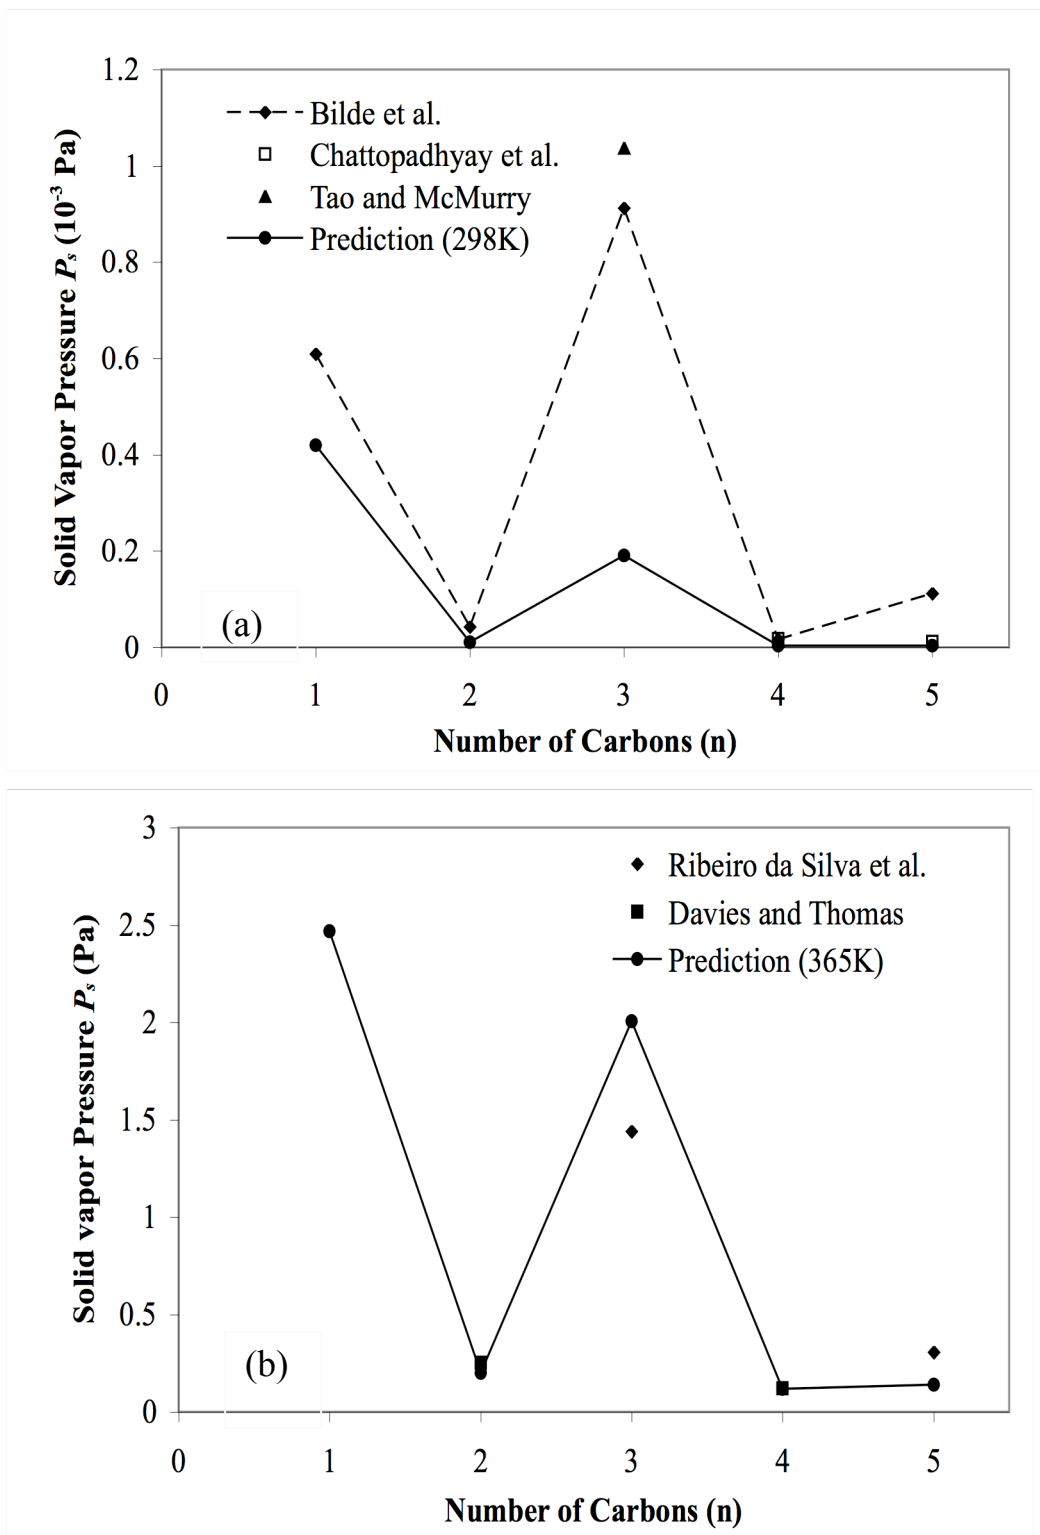 1.2
1
0.8
0.6
0.4
0.2
0
Solid Vapor Pressure Ps (10-3 Pa)
Bilde et al.
Chattopadhyay et al.
Tao and McMurry
Prediction (298K)
(a)
0 1 2 3 4 5
Number of Carbons (n)
3
2.5
2
1.5
1
0.5
0
Solid vapor Pressure Ps (Pa)
Ribeiro da Silva et al.
Davies and Thomas
Prediction (365K)
(b)
0 1 2 3 4 5
Number of Carbons (n)